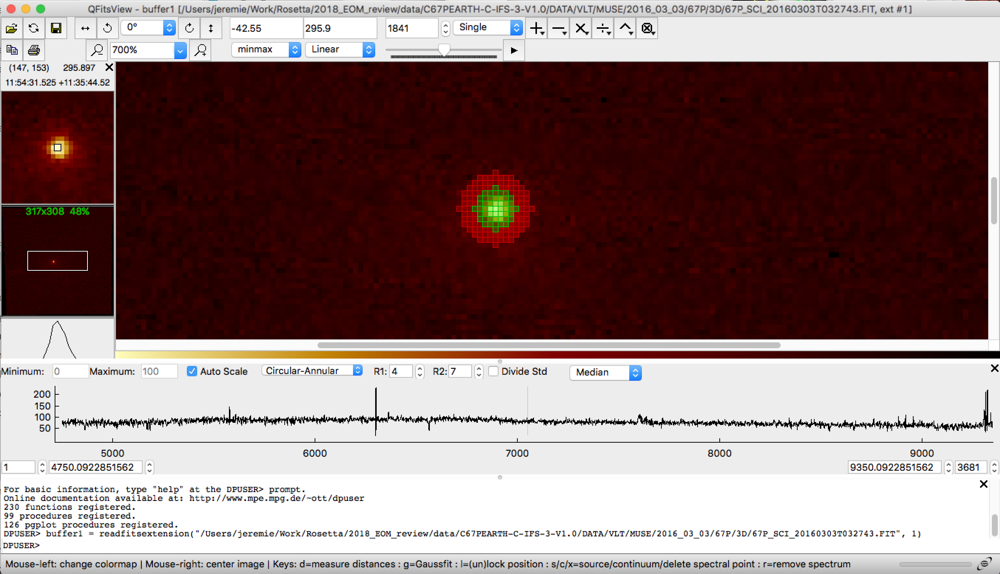 QFitsView - buffer1 [/Users/jeremie/Work/Rosetta/2018_EOM_review/data/C67PEARTH-C-IFS-3-V1.0/DATA/VLT/MUSE/2016_03_03/67P/3D/67P_SCI_20160303T032743.FIT, ext #1]
0° -42.55 295.9 1841 Single
700% minmax Linear
(147, 153) 295.897
11:54:31.525 +11:35:44.52
317x308 48%
Minimum: 0 Maximum: 100 Auto Scale Circular-Annular R1: 4 R2: 7 Divide Std Median
200
150
100
50
5000 6000 7000 8000 9000
1 4750.0922851562 9350.0922851562 3681
For basic information, type "help" at the DPUSER> prompt.
Online documentation available at: http://www.mpe.mpg.de/~ott/dpuser
230 functions registered.
99 procedures registered.
126 pgplot procedures registered.
DPUSER> buffer1 = readfitsextension("/Users/jeremie/Work/Rosetta/2018_EOM_review/data/C67PEARTH-C-IFS-3-V1.0/DATA/VLT/MUSE/2016_03_03/67P/3D/67P_SCI_20160303T032743.FIT", 1)
DPUSER>
Mouse-left: change colormap | Mouse-right: center image | Keys: d=measure distances : g=Gaussfit : l=(un)lock position : s/c/x=source/continuum/delete spectral point : r=remove spectrum